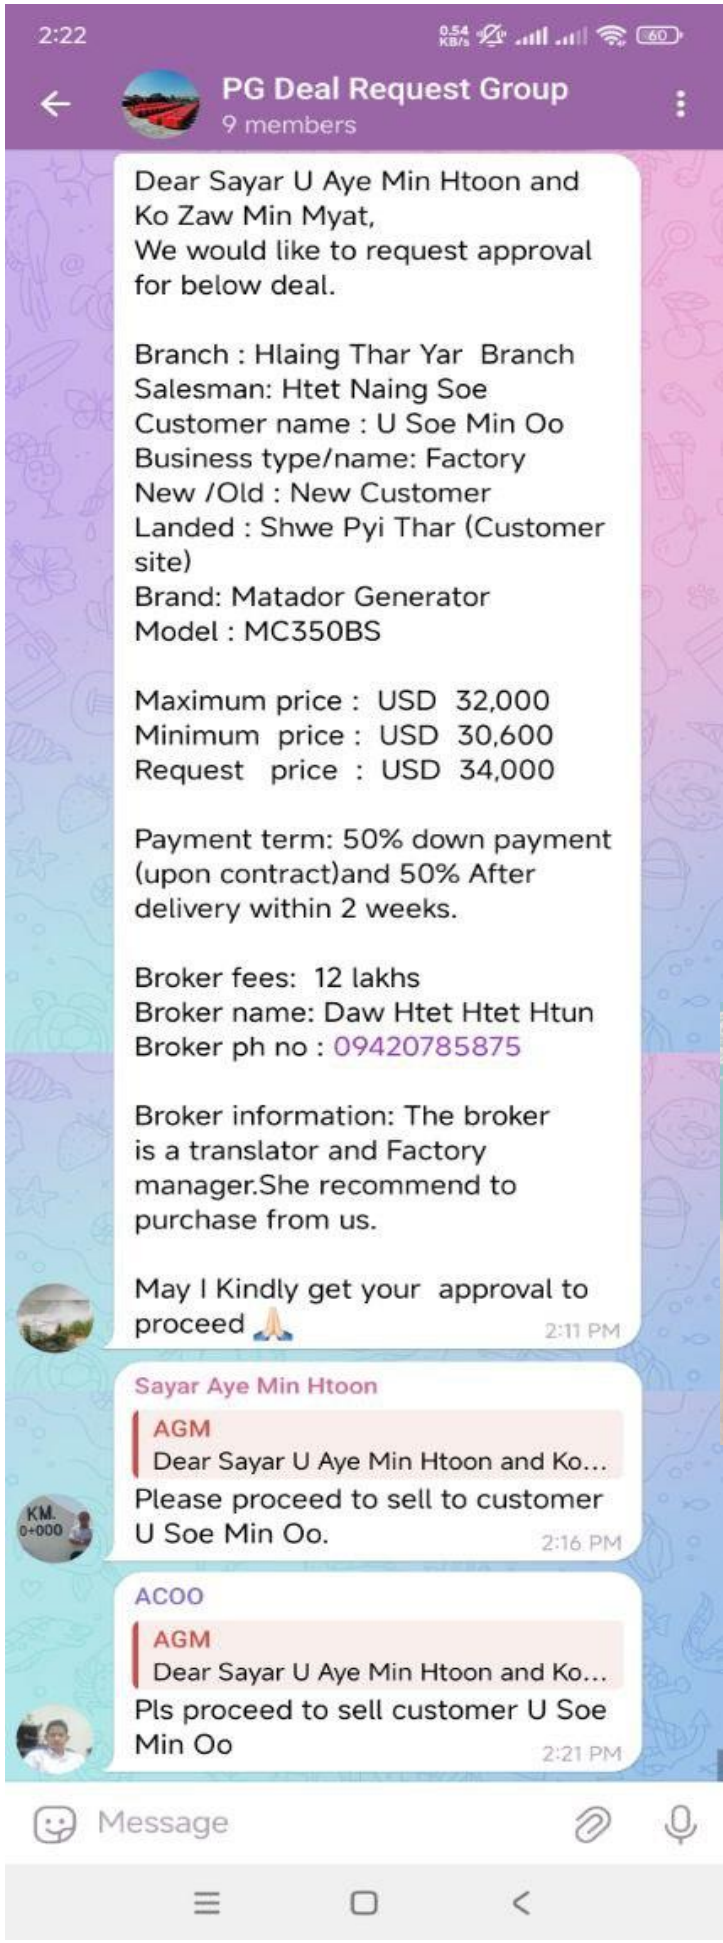 2:22
0.54
KB/s
60
PG Deal Request Group
9 members
Dear Sayar U Aye Min Htoon and
Ko Zaw Min Myat,
We would like to request approval
for below deal.
Branch : Hlaing Thar Yar  Branch
Salesman: Htet Naing Soe
Customer name : U Soe Min Oo
Business type/name: Factory
New /Old : New Customer
Landed : Shwe Pyi Thar (Customer
site)
Brand: Matador Generator
Model : MC350BS
Maximum price :  USD  32,000
Minimum  price :  USD  30,600
Request   price  :  USD  34,000
Payment term: 50% down payment
(upon contract)and 50% After
delivery within 2 weeks.
Broker fees:  12 lakhs
Broker name: Daw Htet Htet Htun
Broker ph no : 09420785875
Broker information: The broker
is a translator and Factory
manager.She recommend to
purchase from us.
May I Kindly get your  approval to
proceed 🙏🏻
2:11 PM
Sayar Aye Min Htoon
AGM
Dear Sayar U Aye Min Htoon and Ko...
Please proceed to sell to customer
U Soe Min Oo.
2:16 PM
KM.
0+000
ACOO
AGM
Dear Sayar U Aye Min Htoon and Ko...
Pls proceed to sell customer U Soe
Min Oo
2:21 PM
Message